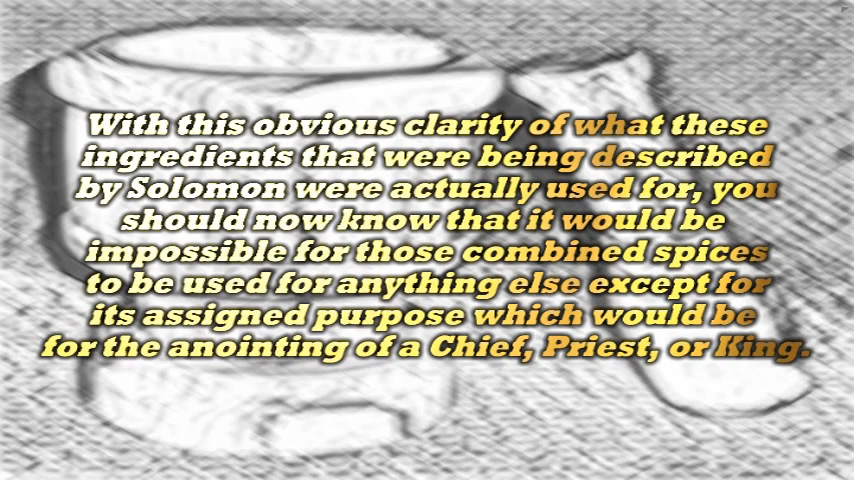 With this obvious clarity of what these
ingredients that were being described
by Solomon were actually used for, you
should now know that it would be
impossible for those combined spices
to be used for anything else except for
its assigned purpose which would be
for the anointing of a Chief, Priest, or King.